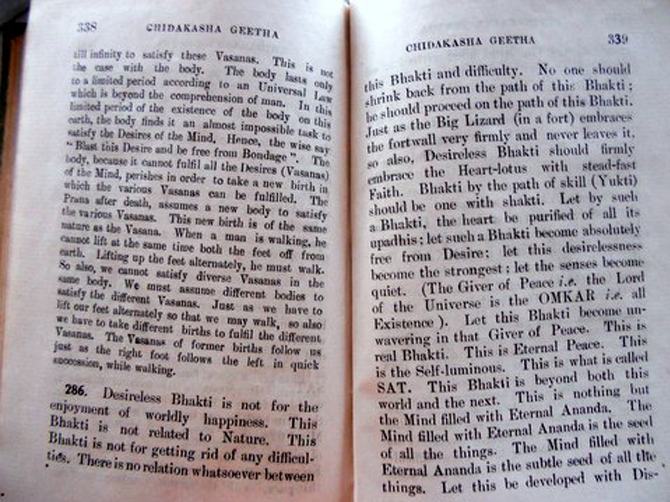 338 CHIDAKASHA GEETHA
till infinity to satisfy these Vasanas. This is not
the case with the body. The body lasts only
to a limited period according to an Universal Law
which is beyond the comprehension of man. In this
limited period of the existence of the body on this
earth, the body finds it an almost impossible task to
satisfy the Desires of the Mind. Hence, the wise say
"Blast this Desire and be free from Bondage". The
body, because it cannot fulfil all the Desires (Vasanas)
of the Mind, perishes in order to take a new birth in
which the various Vasanas can be fulfilled. The
Prana after death, assumes a new body to satisfy
the various Vasanas. This new birth is of the same
nature as the Vasana. When a man is walking, he
cannot lift at the same time both the feet off from
earth. Lifting up the feet alternately, he must walk.
So also, we cannot satisfy diverse Vasanas in the
same body. We must assume different bodies to
satisfy the different Vasanas. Just as we have to
lift our feet alternately so that we may walk, so also
we have to take different births to fulfil the different
Vasanas. The Vasanas of former births follow us
just as the right foot follows the left in quick
succession, while walking.
286. Desireless Bhakti is not for the
enjoyment of worldly happiness. This
Bhakti is not related to Nature. This
Bhakti is not for getting rid of any difficul-
ties. There is no relation whatsoever between
CHIDAKASHA GEETHA 339
this Bhakti and difficulty. No one should
shrink back from the path of this Bhakti;
he should proceed on the path of this Bhakti.
Just as the Big Lizard (in a fort) embraces
the fortwall very firmly and never leaves it,
so also, Desireless Bhakti should firmly
embrace the Heart-lotus with stead-fast
Faith. Bhakti by the path of skill (Yukti)
should be one with shakti. Let by such
a Bhakti, the heart be purified of all its
upadhis; let such a Bhakti become absolutely
free from Desire; let this desirelessness
become the strongest; let the senses become
quiet. (The Giver of Peace i.e. the Lord
of the Universe is the OMKAR i.e. all
Existence). Let this Bhakti become un-
wavering in that Giver of Peace. This is
real Bhakti. This is Eternal Peace. This
is the Self-luminous. This is what is called
SAT. This Bhakti is beyond both this
world and the next. This is nothing but
the Mind filled with Eternal Ananda. The
Mind filled with Eternal Ananda is the seed
of all the things. The Mind filled with
Eternal Ananda is the subtle seed of all the
things. Let this be developed with Dis-